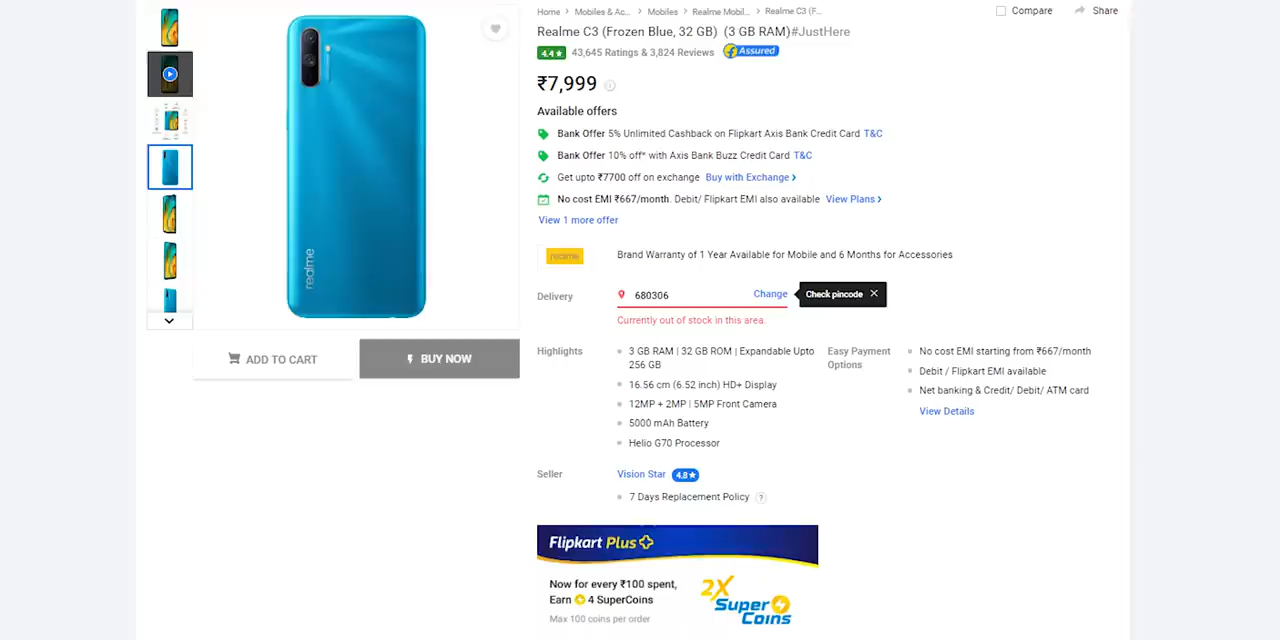 Home > Mobiles & Ac... > Mobiles > Realme Mobil... > Realme C3 (F...
Compare
Share
Realme C3 (Frozen Blue, 32 GB) (3 GB RAM)#JustHere
4.4★ 43,645 Ratings & 3,824 Reviews Assured
₹7,999
Available offers
Bank Offer 5% Unlimited Cashback on Flipkart Axis Bank Credit Card T&C
Bank Offer 10% off* with Axis Bank Buzz Credit Card T&C
Get upto ₹7700 off on exchange Buy with Exchange >
No cost EMI ₹667/month. Debit/ Flipkart EMI also available View Plans >
View 1 more offer
realme
realme
Brand Warranty of 1 Year Available for Mobile and 6 Months for Accessories
Delivery
680306
Change
Check pincode ✕
Currently out of stock in this area.
ADD TO CART
BUY NOW
Highlights
3 GB RAM | 32 GB ROM | Expandable Upto
256 GB
16.56 cm (6.52 inch) HD+ Display
12MP + 2MP | 5MP Front Camera
5000 mAh Battery
Helio G70 Processor
Easy Payment
Options
No cost EMI starting from ₹667/month
Debit / Flipkart EMI available
Net banking & Credit/ Debit/ ATM card
View Details
Seller
Vision Star 4.8★
7 Days Replacement Policy ?
Flipkart Plus
Now for every ₹100 spent,
Earn 4 SuperCoins
Max 100 coins per order
2X
Super
Coins